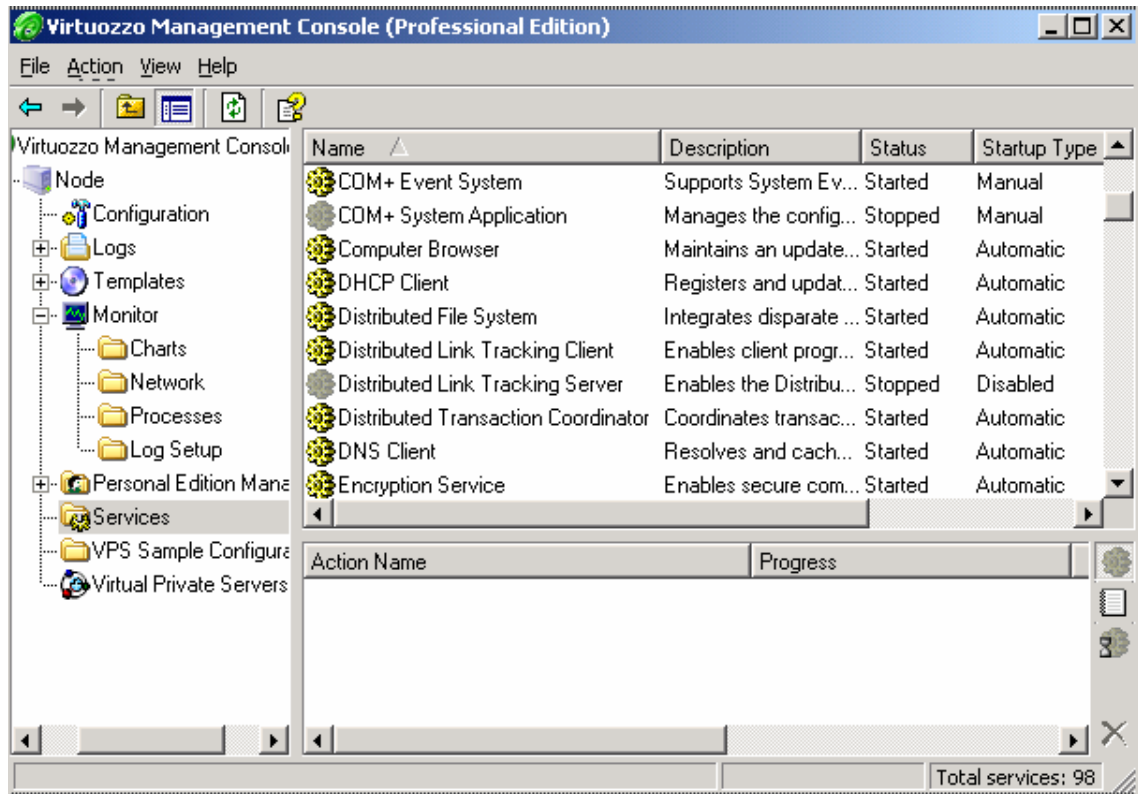 Virtuozzo Management Console (Professional Edition)
File Action View Help
Virtuozzo Management Consol
Node
Configuration
Logs
Templates
Monitor
Charts
Network
Processes
Log Setup
Personal Edition Mana
Services
VPS Sample Configura
Virtual Private Servers
Name Description Status Startup Type
COM+ Event System Supports System Ev... Started Manual
COM+ System Application Manages the config... Stopped Manual
Computer Browser Maintains an update... Started Automatic
DHCP Client Registers and updat... Started Automatic
Distributed File System Integrates disparate ... Started Automatic
Distributed Link Tracking Client Enables client progr... Started Automatic
Distributed Link Tracking Server Enables the Distribu... Stopped Disabled
Distributed Transaction Coordinator Coordinates transac... Started Automatic
DNS Client Resolves and cach... Started Automatic
Encryption Service Enables secure com... Started Automatic
Action Name Progress
Total services: 98